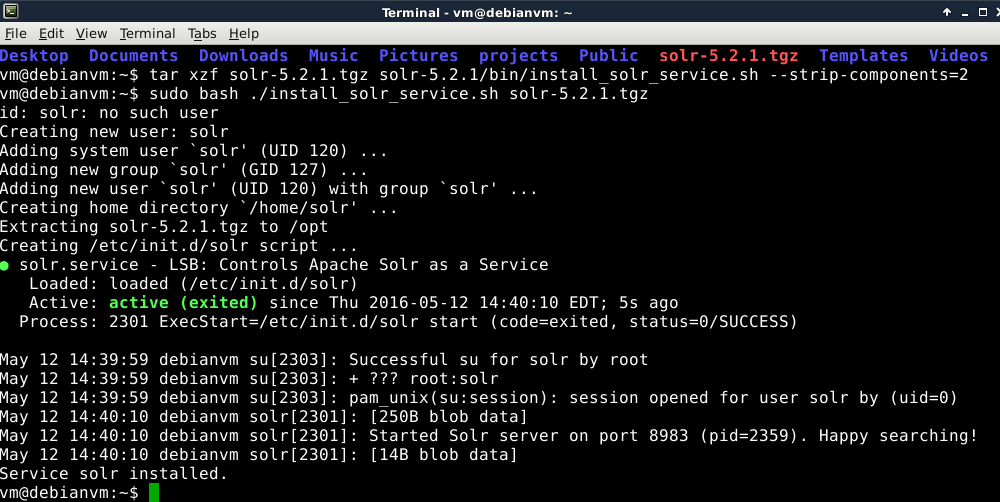 Terminal - vm@debianvm: ~
File Edit View Terminal Tabs Help
Desktop Documents Downloads Music Pictures projects Public solr-5.2.1.tgz Templates Videos
vm@debianvm:~$ tar xzf solr-5.2.1.tgz solr-5.2.1/bin/install_solr_service.sh --strip-components=2
vm@debianvm:~$ sudo bash ./install_solr_service.sh solr-5.2.1.tgz
id: solr: no such user
Creating new user: solr
Adding system user `solr' (UID 120) ...
Adding new group `solr' (GID 127) ...
Adding new user `solr' (UID 120) with group `solr' ...
Creating home directory `/home/solr' ...
Extracting solr-5.2.1.tgz to /opt
Creating /etc/init.d/solr script ...
● solr.service - LSB: Controls Apache Solr as a Service
Loaded: loaded (/etc/init.d/solr)
Active: active (exited) since Thu 2016-05-12 14:40:10 EDT; 5s ago
Process: 2301 ExecStart=/etc/init.d/solr start (code=exited, status=0/SUCCESS)
May 12 14:39:59 debianvm su[2303]: Successful su for solr by root
May 12 14:39:59 debianvm su[2303]: + ??? root:solr
May 12 14:39:59 debianvm su[2303]: pam_unix(su:session): session opened for user solr by (uid=0)
May 12 14:40:10 debianvm solr[2301]: [250B blob data]
May 12 14:40:10 debianvm solr[2301]: Started Solr server on port 8983 (pid=2359). Happy searching!
May 12 14:40:10 debianvm solr[2301]: [14B blob data]
Service solr installed.
vm@debianvm:~$